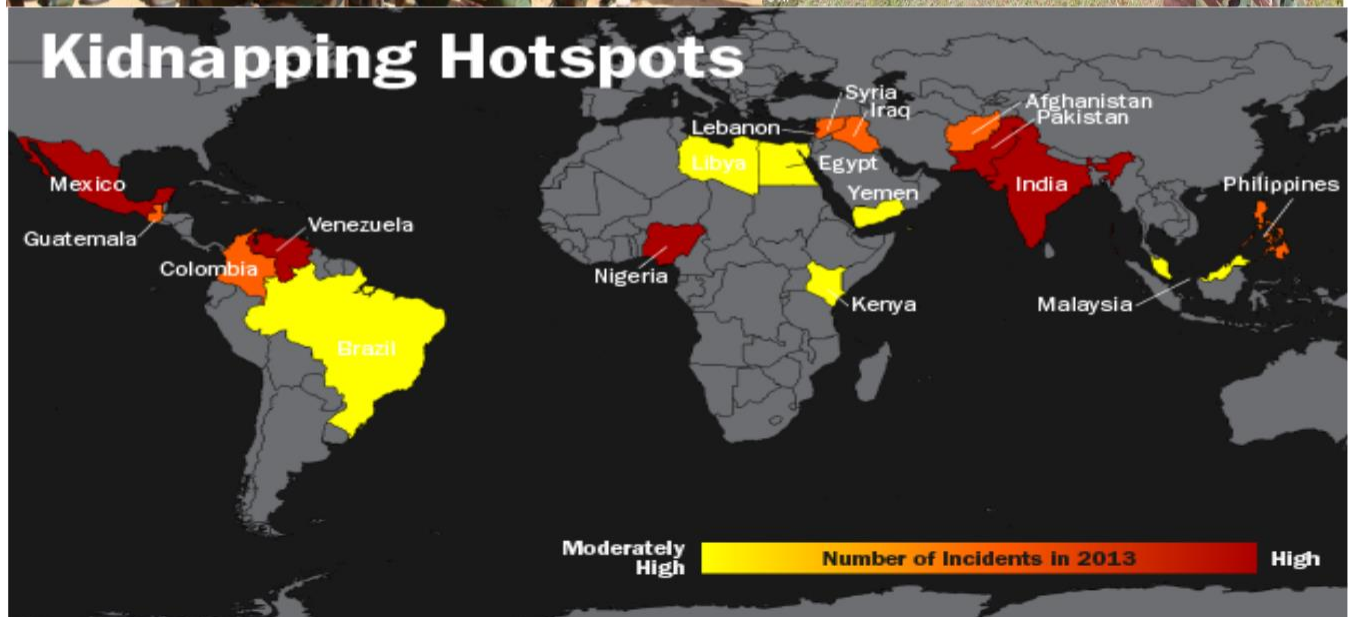 Kidnapping Hotspots
Syria
Iraq
Afghanistan
Pakistan
Lebanon
Libya
Egypt
India
Mexico
Yemen
Philippines
Guatemala
Venezuela
Colombia
Nigeria
Kenya
Malaysia
Brazil
Moderately
High
Number of Incidents in 2013
High